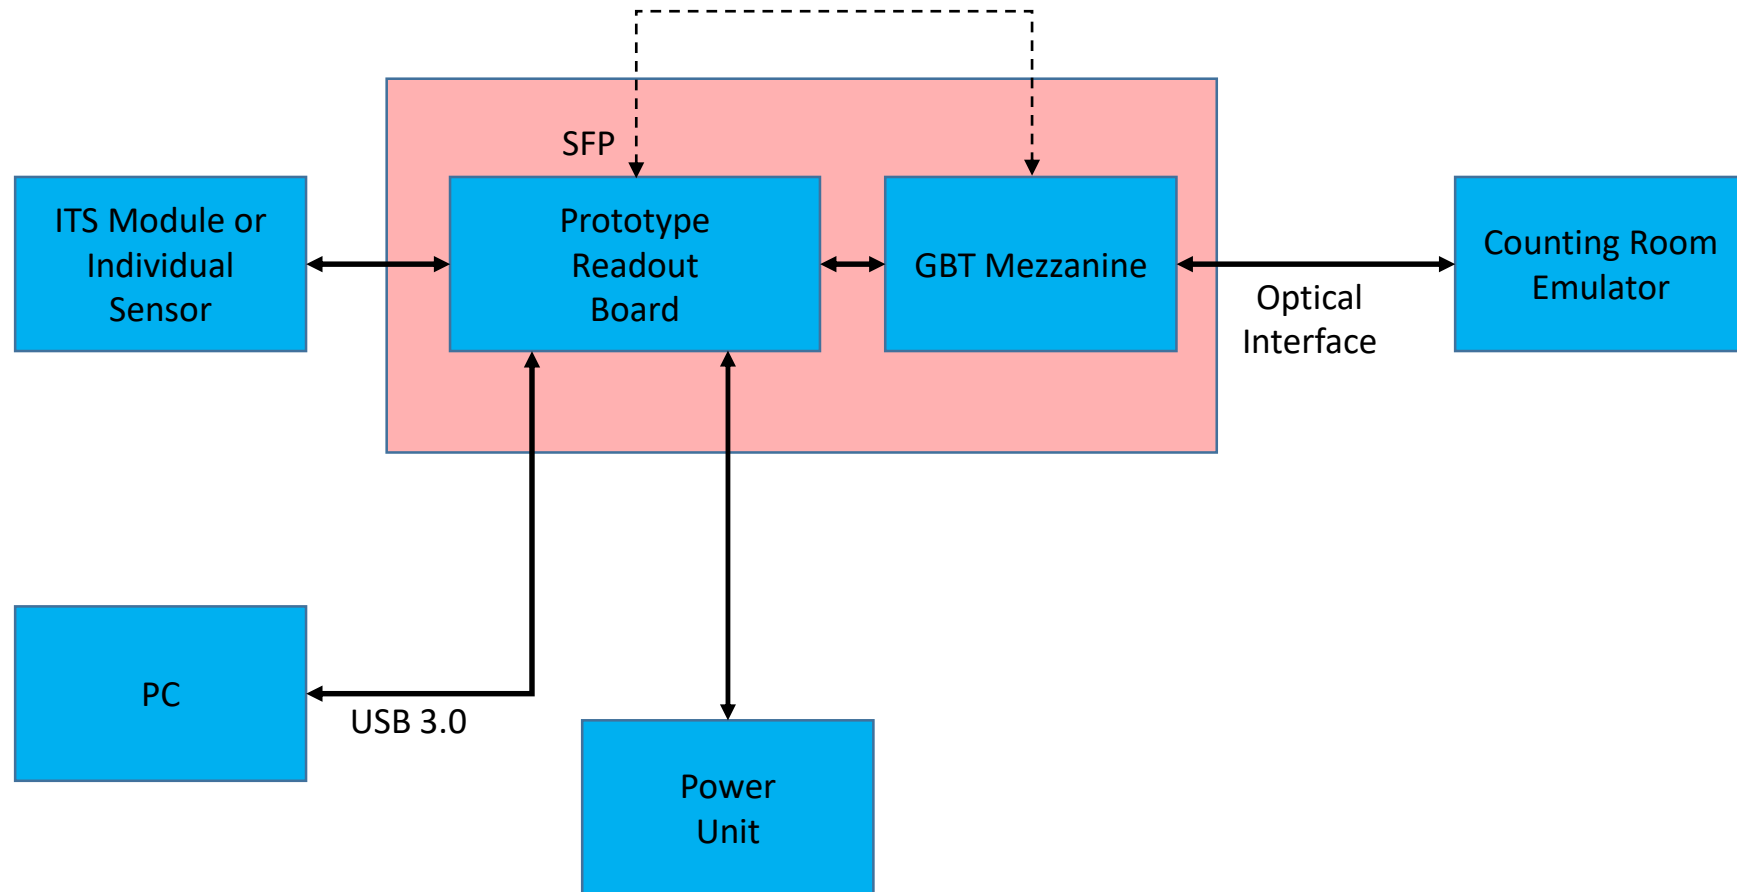 SFP
ITS Module or
Individual
Sensor
Prototype
Readout
Board
GBT Mezzanine
Optical
Interface
Counting Room
Emulator
PC
USB 3.0
Power
Unit